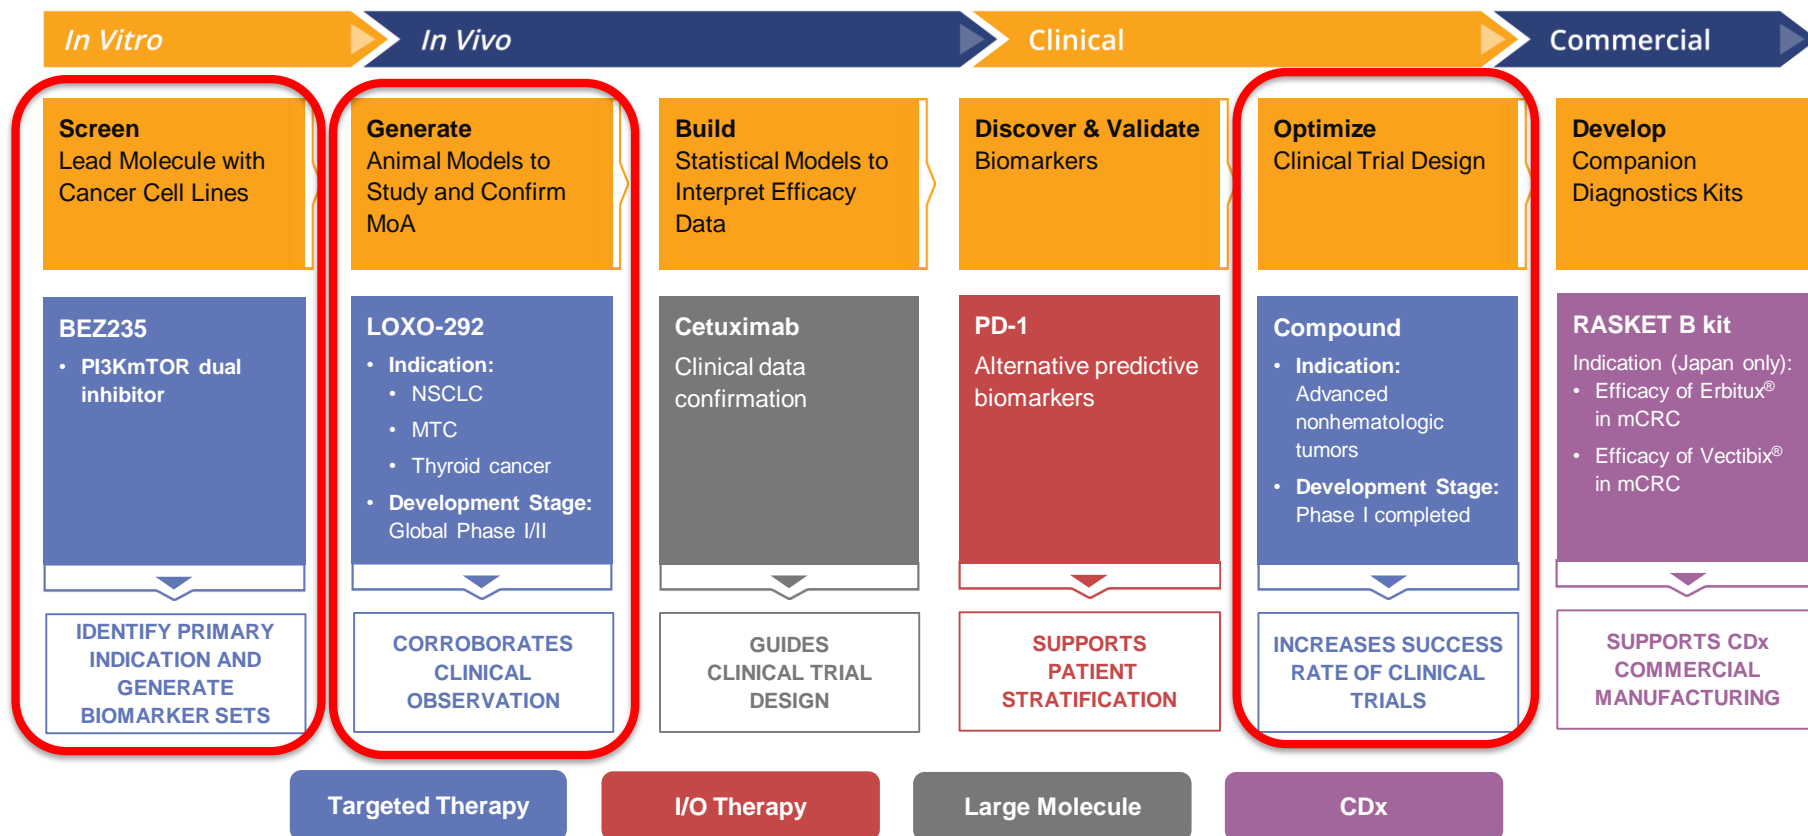 In Vitro
In Vivo
Clinical
Commercial
Screen
Lead Molecule with
Cancer Cell Lines
Generate
Animal Models to
Study and Confirm
MoA
Build
Statistical Models to
Interpret Efficacy
Data
Discover & Validate
Biomarkers
Optimize
Clinical Trial Design
Develop
Companion
Diagnostics Kits
BEZ235
• PI3KmTOR dual
inhibitor
LOXO-292
• Indication:
• NSCLC
• MTC
• Thyroid cancer
• Development Stage:
Global Phase I/II
Cetuximab
Clinical data
confirmation
PD-1
Alternative predictive
biomarkers
Compound
• Indication:
Advanced
nonhematologic
tumors
• Development Stage:
Phase I completed
RASKET B kit
Indication (Japan only):
• Efficacy of Erbitux®
in mCRC
• Efficacy of Vectibix®
in mCRC
IDENTIFY PRIMARY
INDICATION AND
GENERATE
BIOMARKER SETS
CORROBORATES
CLINICAL
OBSERVATION
GUIDES
CLINICAL TRIAL
DESIGN
SUPPORTS
PATIENT
STRATIFICATION
INCREASES SUCCESS
RATE OF CLINICAL
TRIALS
SUPPORTS CDx
COMMERCIAL
MANUFACTURING
Targeted Therapy
I/O Therapy
Large Molecule
CDx